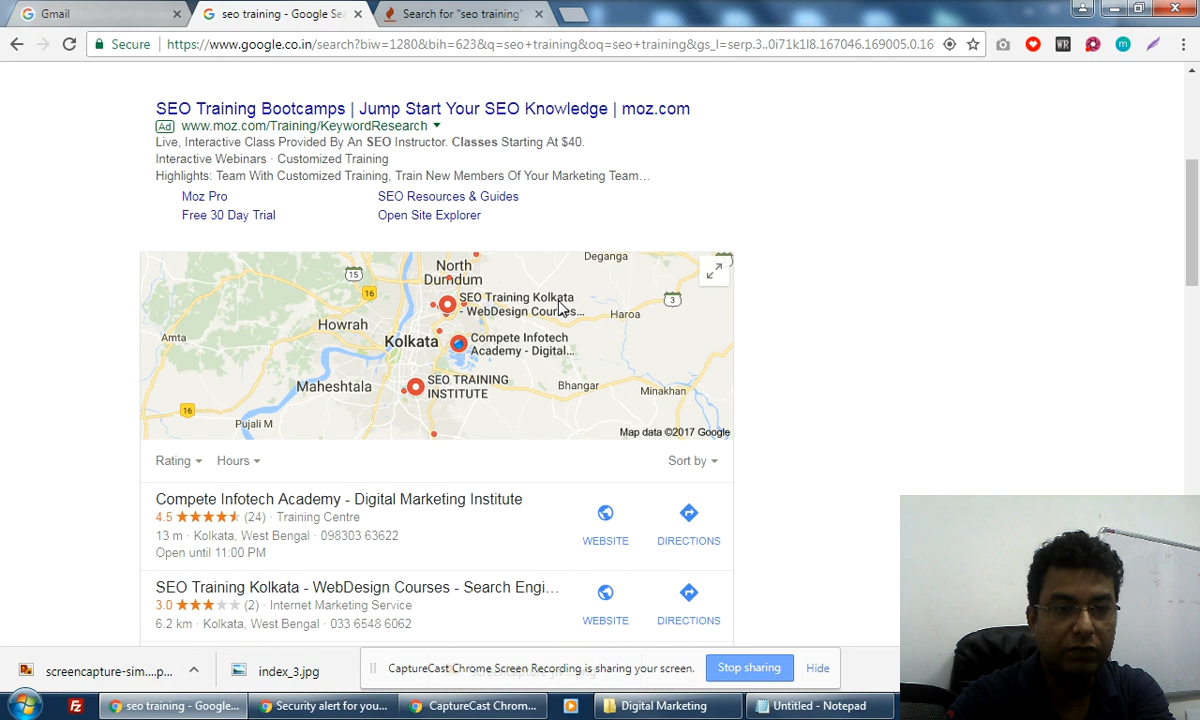 Gmail
seo training - Google Sea
Search for "seo training"
Secure
https://www.google.co.in/search?biw=1280&bih=623&q=seo+training&oq=seo+training&gs_l=serp.3..0i71k1l8.167046.169005.0.16
SEO Training Bootcamps | Jump Start Your SEO Knowledge | moz.com
Ad www.moz.com/Training/KeywordResearch
Live, Interactive Class Provided By An SEO Instructor. Classes Starting At $40.
Interactive Webinars · Customized Training
Highlights: Team With Customized Training, Train New Members Of Your Marketing Team…
Moz Pro
SEO Resources & Guides
Free 30 Day Trial
Open Site Explorer
Deganga
North
Dumdum
15
16
3
SEO Training Kolkata
- WebDesign Courses...
Haroa
Howrah
Amta
Kolkata
Compete Infotech
Academy - Digital...
Maheshtala
SEO TRAINING
INSTITUTE
Bhangar
Minakhan
16
Pujali M
Map data ©2017 Google
Rating
Hours
Sort by
Compete Infotech Academy - Digital Marketing Institute
4.5 (24) · Training Centre
13 m · Kolkata, West Bengal · 098303 63622
Open until 11:00 PM
WEBSITE
DIRECTIONS
SEO Training Kolkata - WebDesign Courses - Search Engi…
3.0 (2) · Internet Marketing Service
6.2 km · Kolkata, West Bengal · 033 6548 6062
WEBSITE
DIRECTIONS
screencapture-sim....p...
index_3.jpg
CaptureCast Chrome Screen Recording is sharing your screen.
Stop sharing
Hide
seo training - Google...
Security alert for you...
CaptureCast Chrom...
Digital Marketing
Untitled - Notepad